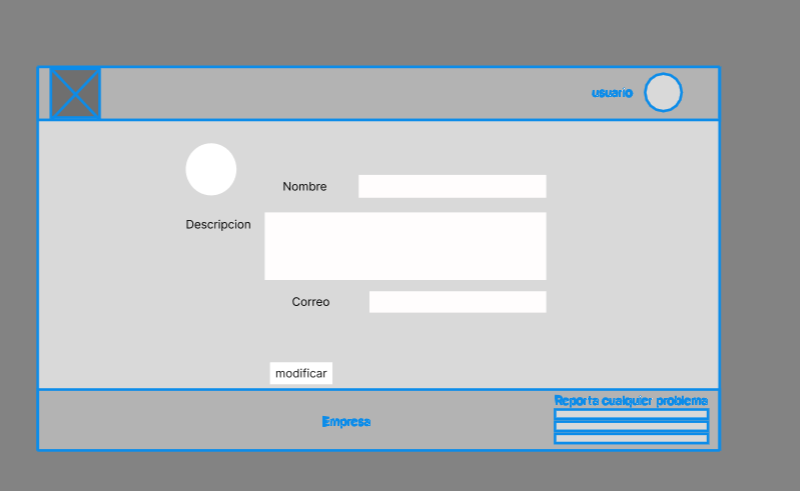 usuario
Nombre
Descripcion
Correo
modificar
Reporta cualquier problema
Empresa